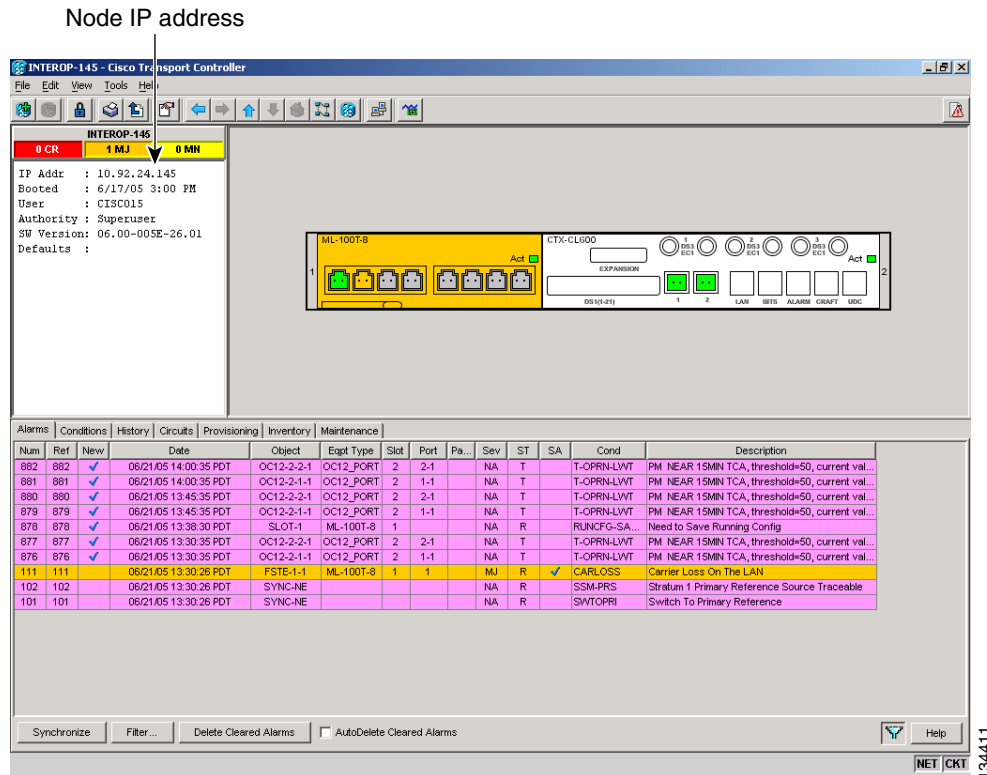 Node IP address
INTEROP-145 - Cisco Transport Controller
File Edit View Tools Help
INTEROP-145
0 CR 1 MJ 0 MN
IP Addr : 10.92.24.145
Booted : 6/17/05 3:00 PM
User : CISCO15
Authority : Superuser
SW Version: 06.00-005E-26.01
Defaults :
ML-100T-8
Act
1
CTX-CL600
EXPANSION
DS1(1-21)
1 DS3 EC1
2 DS3 EC1
3 DS3 EC1
Act
1 2 LAN BITS ALARM CRAFT UDC
2
Alarms Conditions History Circuits Provisioning Inventory Maintenance
Num Ref New Date Object Eqpt Type Slot Port Pa... Sev ST SA Cond Description
882 882 ✓ 06/21/05 14:00:35 PDT OC12-2-2-1 OC12_PORT 2 2-1 NA T T-OPRN-LWT PM NEAR 15MIN TCA, threshold=50, current val...
881 881 ✓ 06/21/05 14:00:35 PDT OC12-2-1-1 OC12_PORT 2 1-1 NA T T-OPRN-LWT PM NEAR 15MIN TCA, threshold=50, current val...
880 880 ✓ 06/21/05 13:45:35 PDT OC12-2-2-1 OC12_PORT 2 2-1 NA T T-OPRN-LWT PM NEAR 15MIN TCA, threshold=50, current val...
879 879 ✓ 06/21/05 13:45:35 PDT OC12-2-1-1 OC12_PORT 2 1-1 NA T T-OPRN-LWT PM NEAR 15MIN TCA, threshold=50, current val...
878 878 ✓ 06/21/05 13:38:30 PDT SLOT-1 ML-100T-8 1 NA R RUNCFG-SA... Need to Save Running Config
877 877 ✓ 06/21/05 13:30:35 PDT OC12-2-2-1 OC12_PORT 2 2-1 NA T T-OPRN-LWT PM NEAR 15MIN TCA, threshold=50, current val...
876 876 ✓ 06/21/05 13:30:35 PDT OC12-2-1-1 OC12_PORT 2 1-1 NA T T-OPRN-LWT PM NEAR 15MIN TCA, threshold=50, current val...
111 111 06/21/05 13:30:26 PDT FSTE-1-1 ML-100T-8 1 1 MJ R ✓ CARLOSS Carrier Loss On The LAN
102 102 06/21/05 13:30:26 PDT SYNC-NE NA R SSM-PRS Stratum 1 Primary Reference Source Traceable
101 101 06/21/05 13:30:26 PDT SYNC-NE NA R SWTOPRI Switch To Primary Reference
Synchronize Filter... Delete Cleared Alarms AutoDelete Cleared Alarms Help
NET CKT
134411